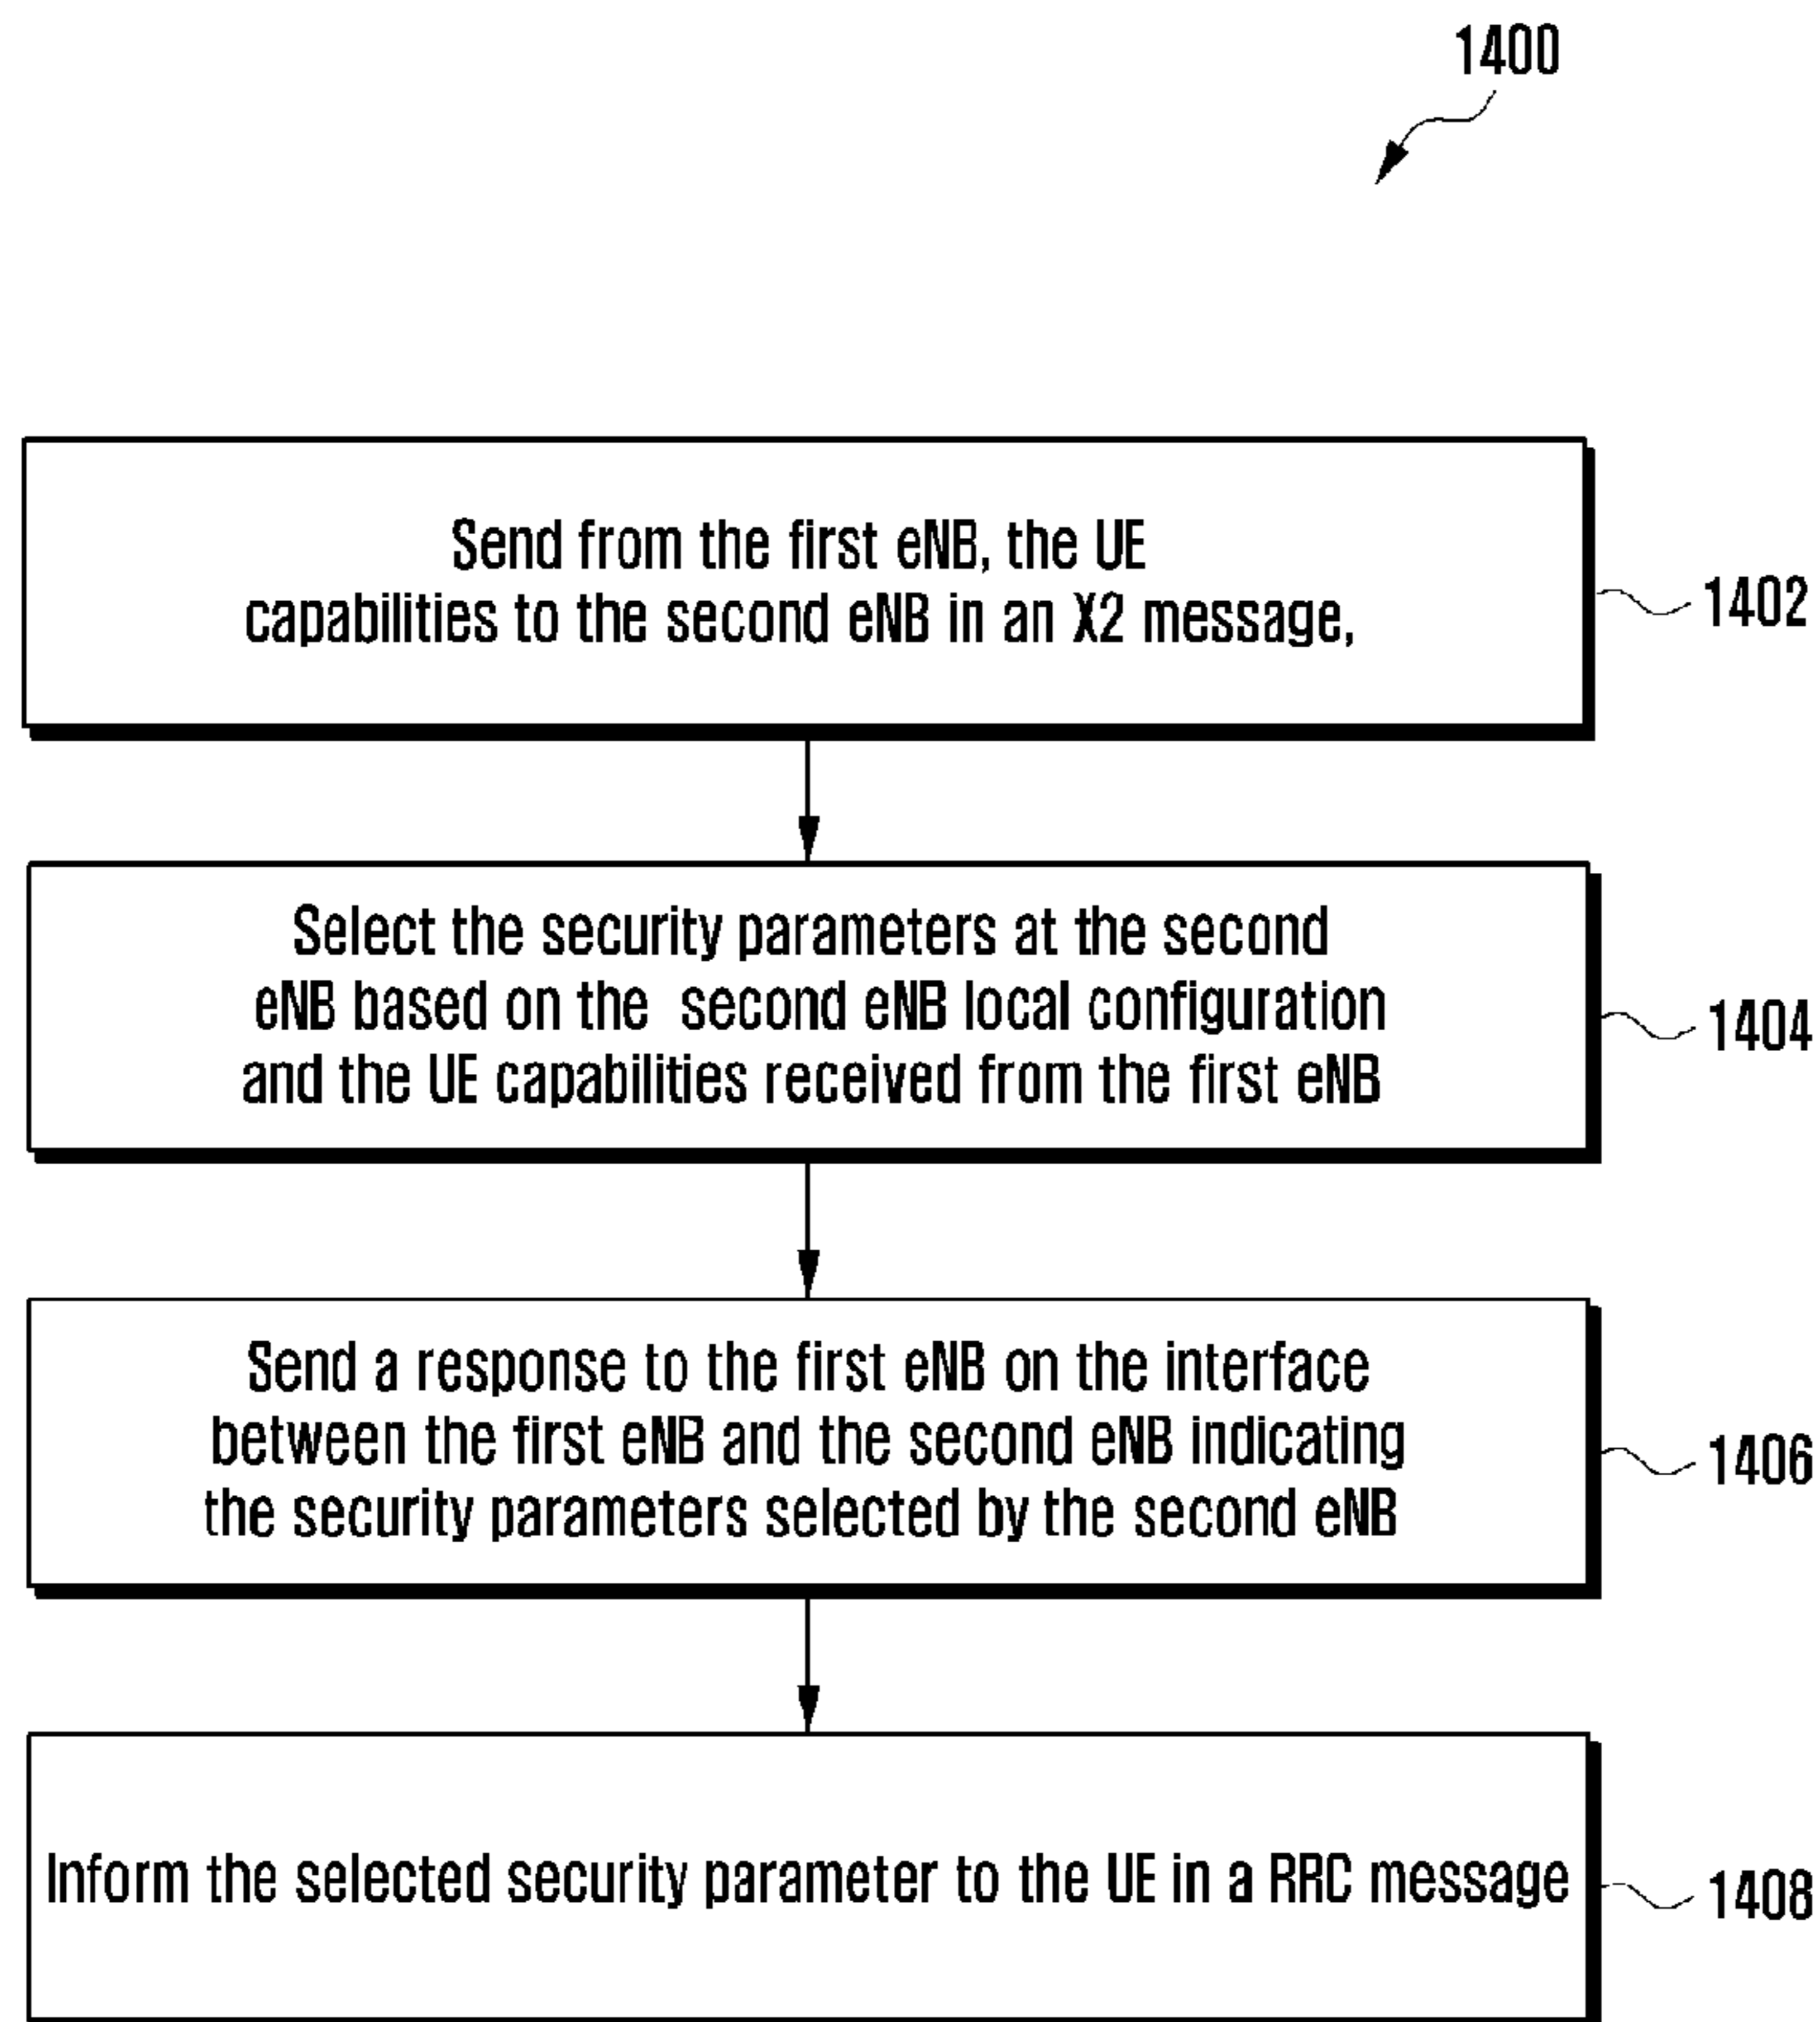 1400
Send from the first eNB, the UE
capabilities to the second eNB in an X2 message,
1402
Select the security parameters at the second
eNB based on the second eNB local configuration
and the UE capabilities received from the first eNB
1404
Send a response to the first eNB on the interface
between the first eNB and the second eNB indicating
the security parameters selected by the second eNB
1406
Inform the selected security parameter to the UE in a RRC message
1408